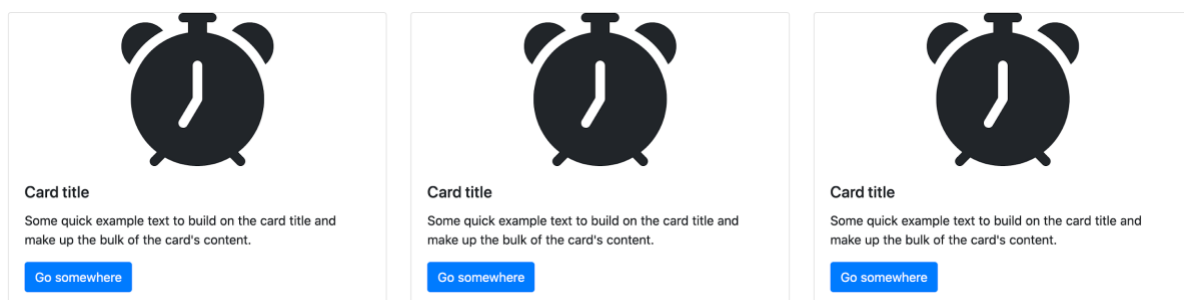 Card title
Some quick example text to build on the card title and
make up the bulk of the card's content.
Go somewhere
Card title
Some quick example text to build on the card title and
make up the bulk of the card's content.
Go somewhere
Card title
Some quick example text to build on the card title and
make up the bulk of the card's content.
Go somewhere